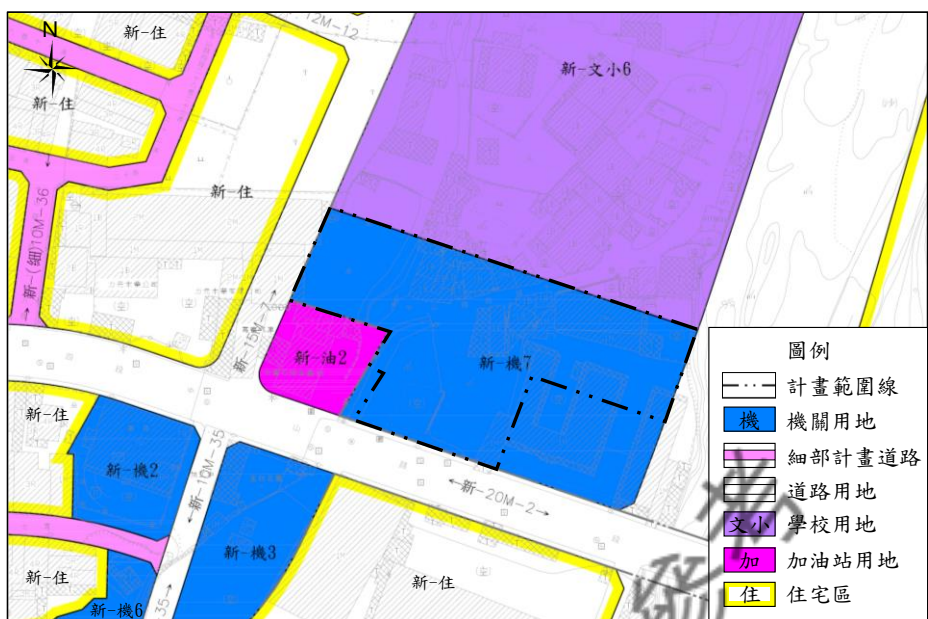 N
12M-12
新-住
新-文小6
新-住
新-住
新-(細)10M-36
新-15M-7
新-油2
新-機7
新-住
新-機2
新-10M-35
新-20M-2
新-機3
新-住
新-住
新-機6
35
圖例
計畫範圍線
機 機關用地
細部計畫道路
道路用地
文小 學校用地
加 加油站用地
住 住宅區